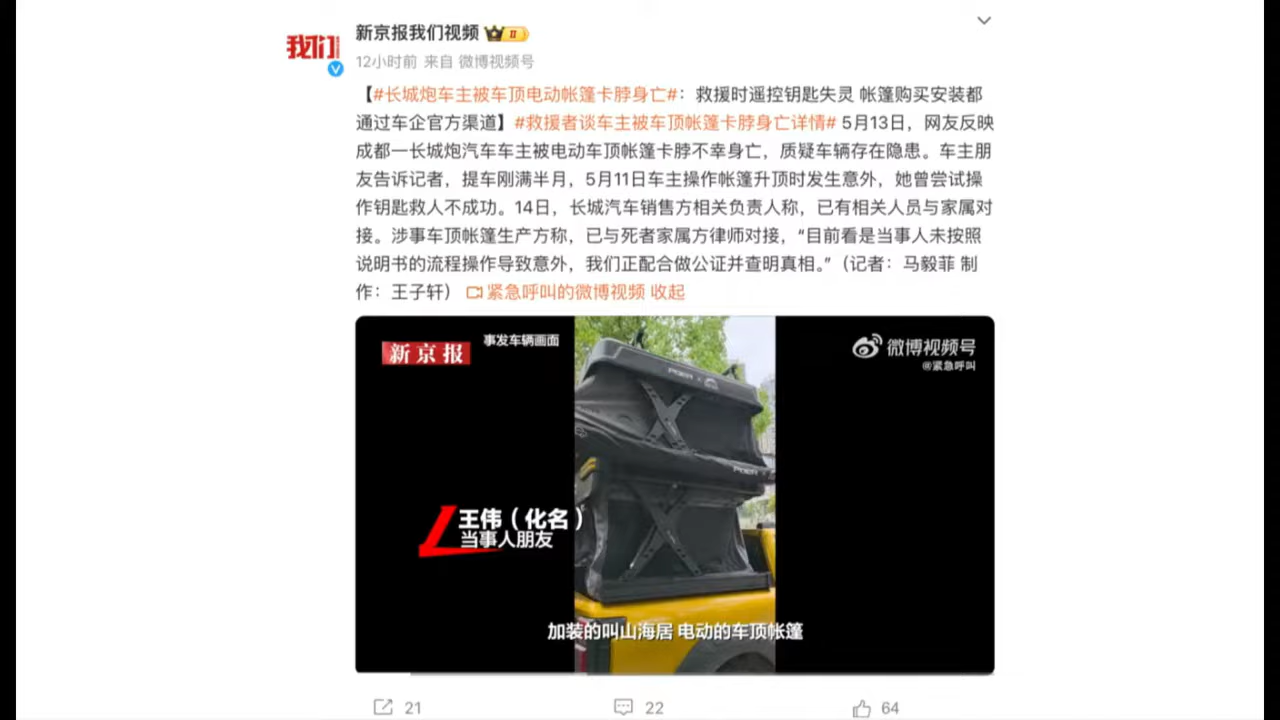 我们
新京报我们视频 II
12小时前 来自 微博视频号
【#长城炮车主被车顶电动帐篷卡脖身亡#：救援时遥控钥匙失灵 帐篷购买安装都
通过车企官方渠道】#救援者谈车主被车顶帐篷卡脖身亡详情# 5月13日，网友反映
成都一长城炮汽车车主被电动车顶帐篷卡脖不幸身亡，质疑车辆存在隐患。车主朋
友告诉记者，提车刚满半月，5月11日车主操作帐篷升顶时发生意外，她曾尝试操
作钥匙救人不成功。14日，长城汽车销售方相关负责人称，已有相关人员与家属对
接。涉事车顶帐篷生产方称，已与死者家属方律师对接，“目前看是当事人未按照
说明书的流程操作导致意外，我们正配合做公证并查明真相。”（记者：马毅菲 制
作：王子轩） 紧急呼叫的微博视频 收起
新京报
事发车辆画面
微博视频号
@紧急呼叫
POER
POER
王伟（化名）
当事人朋友
加装的叫山海居 电动的车顶帐篷
21
22
64